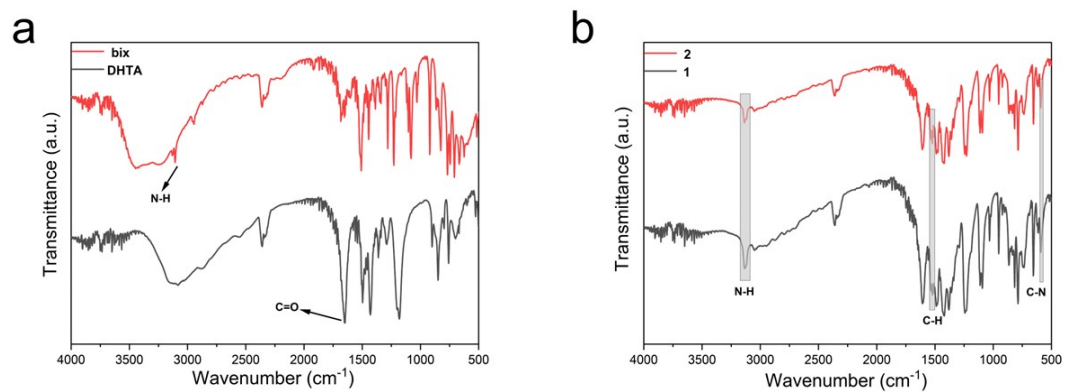 a
bix
DHTA
N-H
C=O
Transmittance (a.u.)
4000 3500 3000 2500 2000 1500 1000 500
Wavenumber (cm⁻¹)
b
2
1
N-H
C-H
C-N
Transmittance (a.u.)
4000 3500 3000 2500 2000 1500 1000 500
Wavenumber (cm⁻¹)